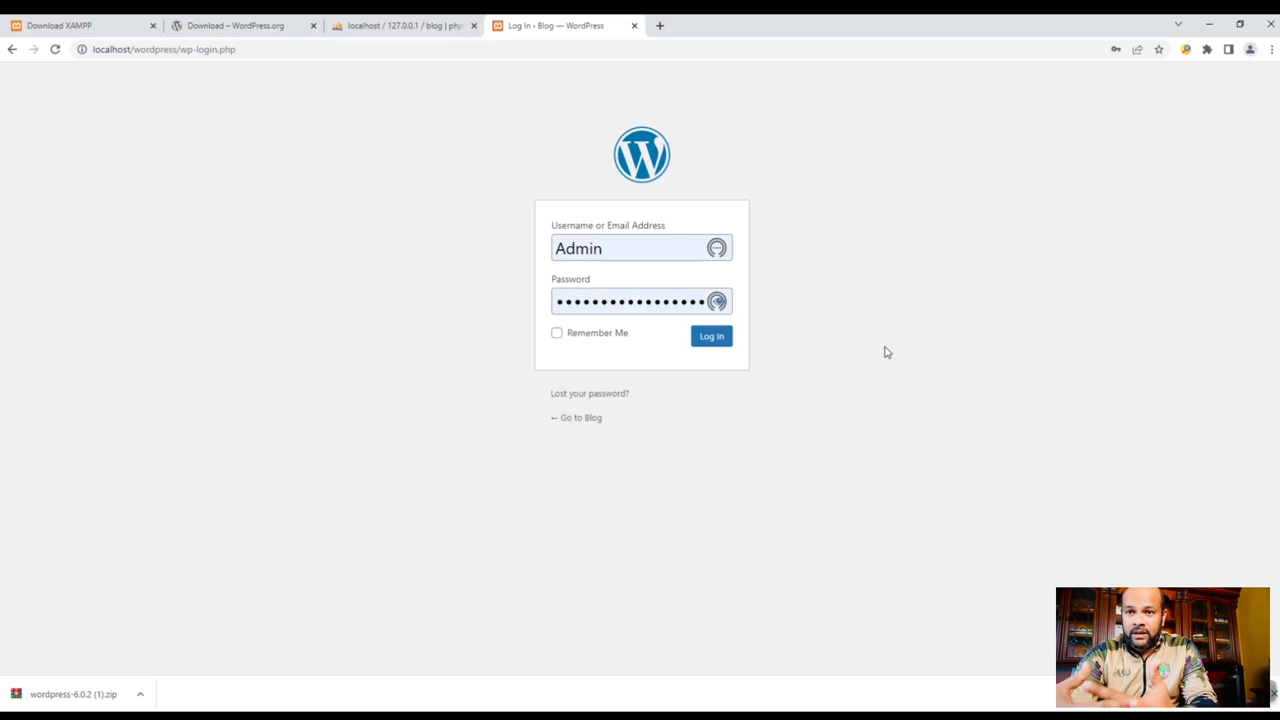 Download XAMPP
Download – WordPress.org
localhost / 127.0.0.1 / blog | php
Log In ‹ Blog — WordPress
localhost/wordpress/wp-login.php
Username or Email Address
Admin
Password
Remember Me
Log In
Lost your password?
← Go to Blog
wordpress-6.0.2 (1).zip